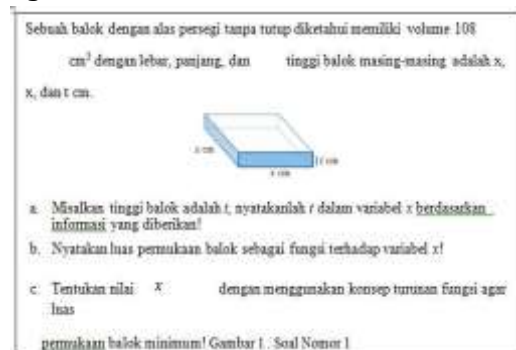 Sebuah balok dengan alas persegi tanpa tutup diketahui memiliki volume 108
cm³ dengan lebar, panjang, dan tinggi balok masing-masing adalah x,
x, dan t cm.
x cm
t cm
x cm
a. Misalkan tinggi balok adalah t, nyatakanlah t dalam variabel x berdasarkan
informasi yang diberikan!
b. Nyatakan luas permukaan balok sebagai fungsi terhadap variabel x!
c. Tentukan nilai x dengan menggunakan konsep turunan fungsi agar
luas
permukaan balok minimum! Gambar 1. Soal Nomor 1